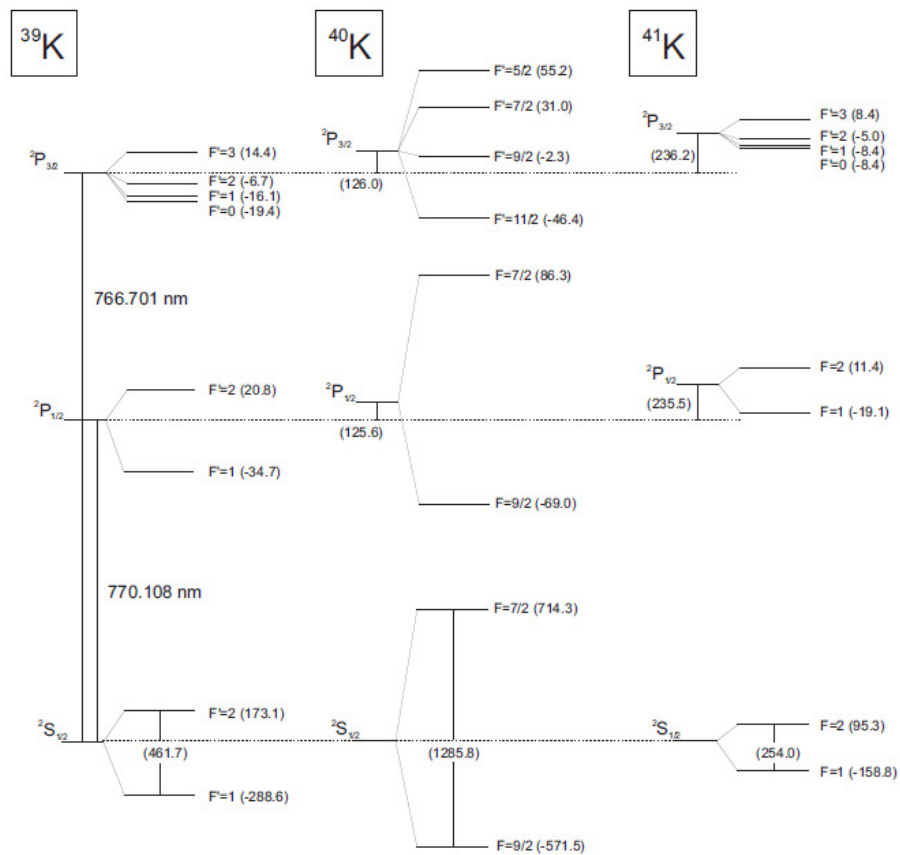 ³⁹K
⁴⁰K
⁴¹K
F'=5/2 (55.2)
F'=7/2 (31.0)
²P₃/₂
F'=9/2 (-2.3)
(126.0)
F'=11/2 (-46.4)
²P₃/₂
F'=3 (8.4)
F'=2 (-5.0)
F'=1 (-8.4)
F'=0 (-8.4)
(236.2)
²P₃/₂
F'=3 (14.4)
F'=2 (-6.7)
F'=1 (-16.1)
F'=0 (-19.4)
766.701 nm
F=7/2 (86.3)
²P₁/₂
(125.6)
F=9/2 (-69.0)
²P₁/₂
F=2 (11.4)
(235.5)
F=1 (-19.1)
²P₁/₂
F'=2 (20.8)
F'=1 (-34.7)
770.108 nm
²S₁/₂
F'=2 (173.1)
(461.7)
F'=1 (-288.6)
F=7/2 (714.3)
²S₁/₂
(1285.8)
F=9/2 (-571.5)
²S₁/₂
F=2 (95.3)
(254.0)
F=1 (-158.8)